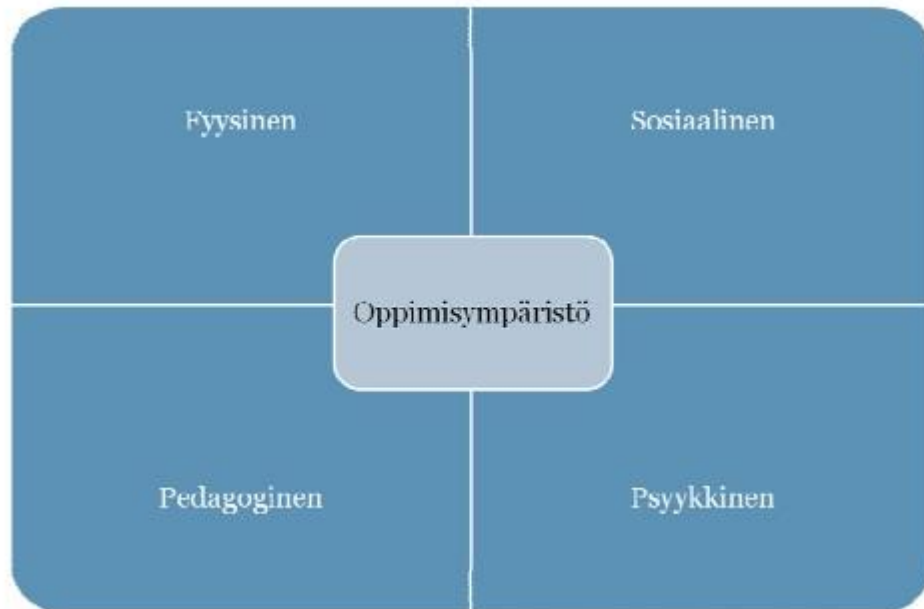 Fyysinen
Sosiaalinen
Oppimisympäristö
Pedagoginen
Psyykkinen